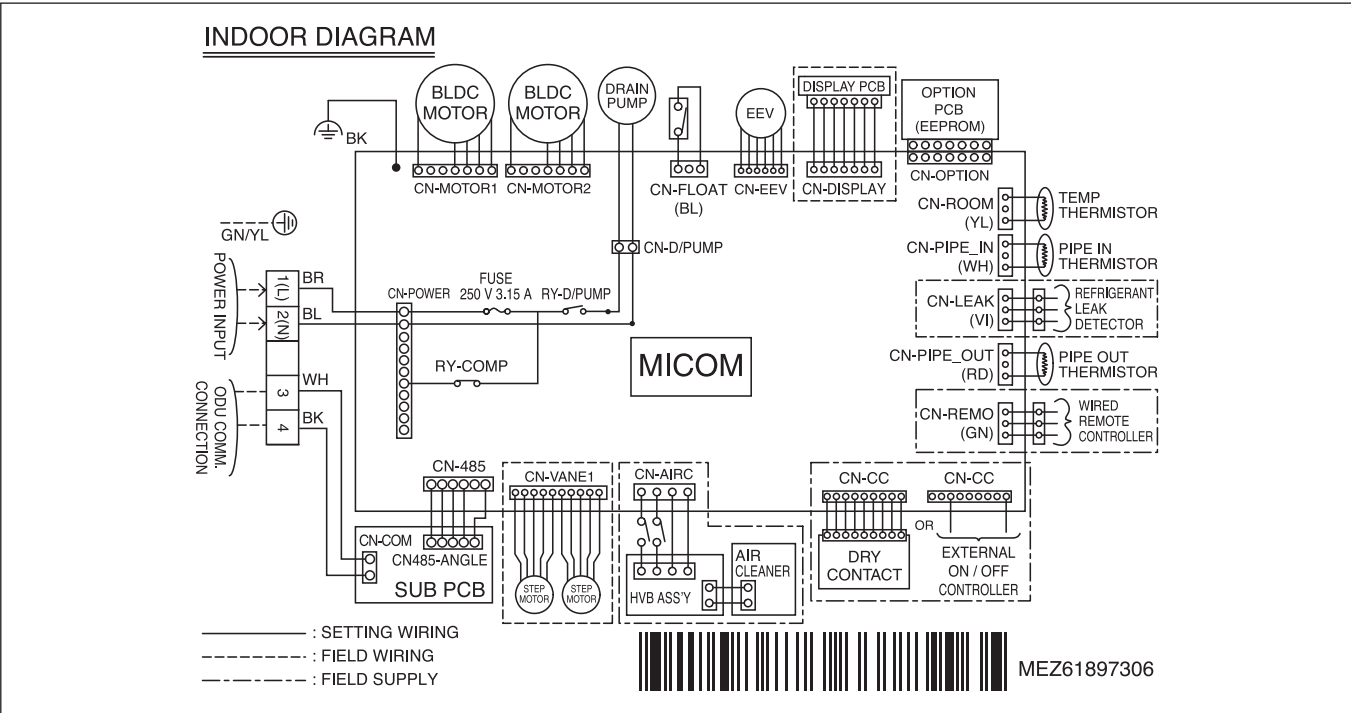 INDOOR DIAGRAM
BLDC
MOTOR
BLDC
MOTOR
DRAIN
PUMP
EEV
DISPLAY PCB
OPTION
PCB
(EEPROM)
BK
CN-MOTOR1
CN-MOTOR2
CN-FLOAT
(BL)
CN-EEV
CN-DISPLAY
CN-OPTION
CN-ROOM
(YL)
TEMP
THERMISTOR
GN/YL
CN-D/PUMP
CN-PIPE_IN
(WH)
PIPE IN
THERMISTOR
POWER INPUT
1(L)
BR
2(N)
BL
CN-POWER
FUSE
250 V 3.15 A
RY-D/PUMP
CN-LEAK
(VI)
REFRIGERANT
LEAK
DETECTOR
RY-COMP
MICOM
CN-PIPE_OUT
(RD)
PIPE OUT
THERMISTOR
ODU COMM.
CONNECTION
3
WH
4
BK
CN-REMO
(GN)
WIRED
REMOTE
CONTROLLER
CN-485
CN-VANE1
CN-AIRC
CN-CC
CN-CC
CN-COM
CN485-ANGLE
SUB PCB
STEP
MOTOR
STEP
MOTOR
HVB ASS'Y
AIR
CLEANER
DRY
CONTACT
OR
EXTERNAL
ON / OFF
CONTROLLER
: SETTING WIRING
: FIELD WIRING
: FIELD SUPPLY
MEZ61897306